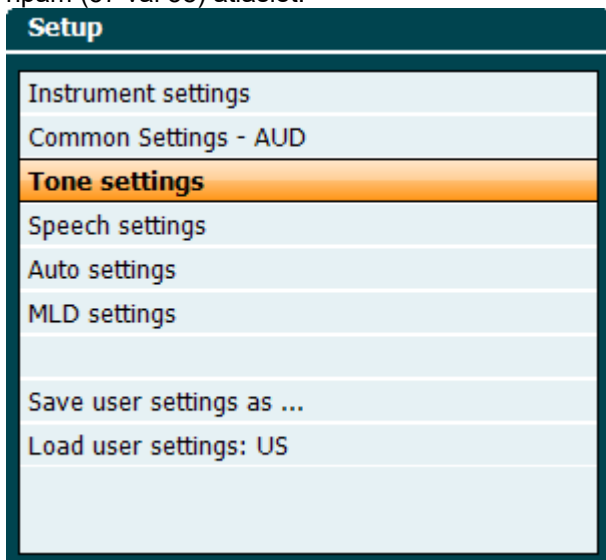 Setup
Instrument settings
Common Settings - AUD
Tone settings
Speech settings
Auto settings
MLD settings
Save user settings as ...
Load user settings: US